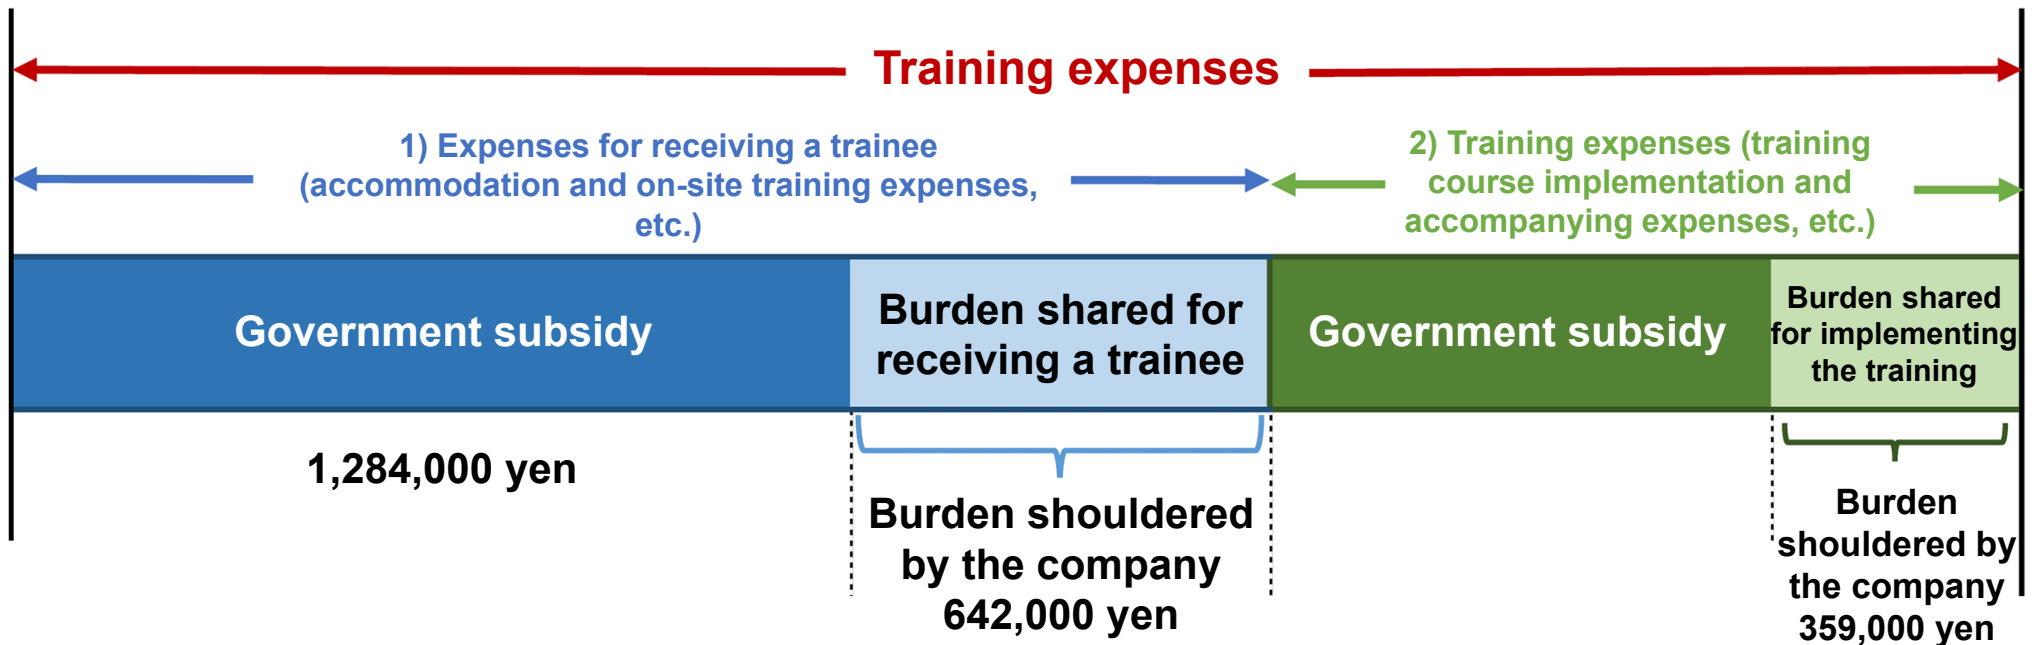 Training expenses
1) Expenses for receiving a trainee
(accommodation and on-site training expenses,
etc.)
2) Training expenses (training
course implementation and
accompanying expenses, etc.)
Government subsidy
Burden shared for
receiving a trainee
Government subsidy
Burden shared
for implementing
the training
1,284,000 yen
Burden shouldered
by the company
642,000 yen
Burden
shouldered by
the company
359,000 yen